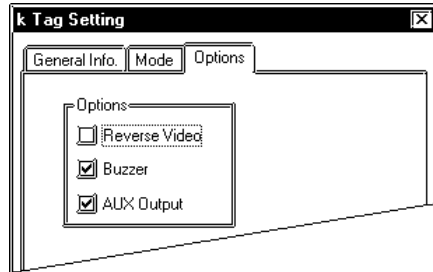 k Tag Setting
General Info. Mode Options
Options
Reverse Video
Buzzer
AUX Output